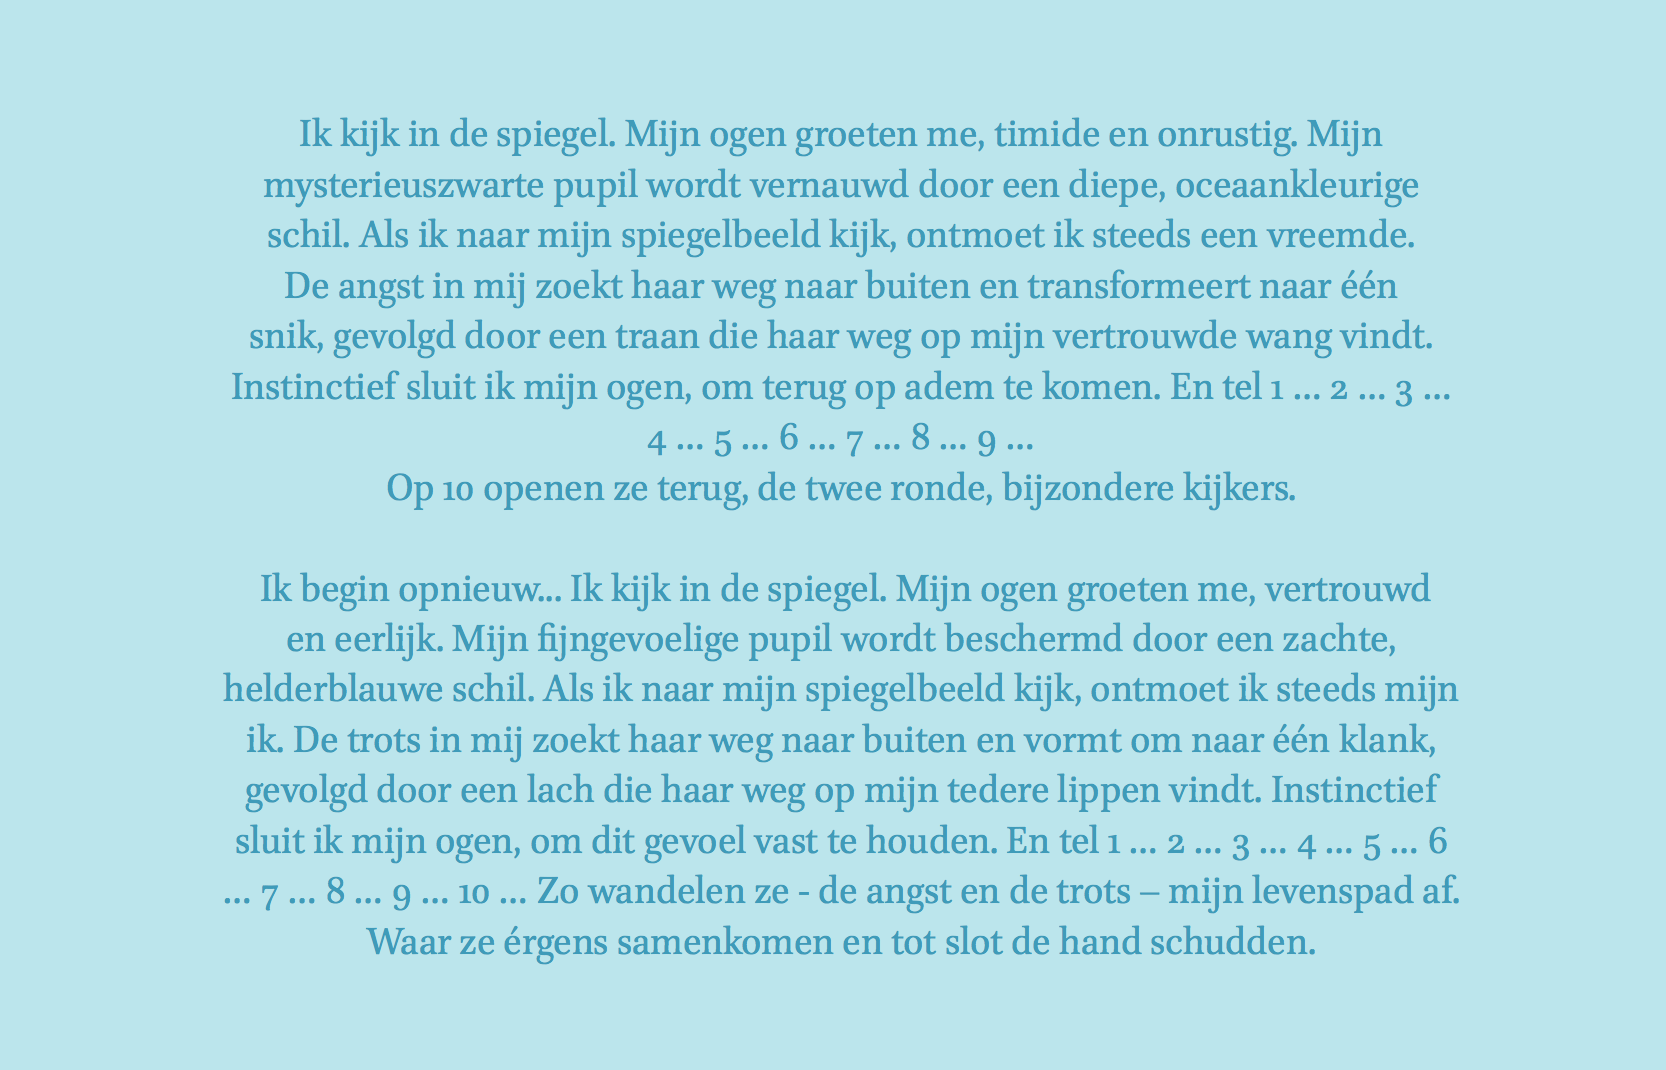 Ik kijk in de spiegel. Mijn ogen groeten me, timide en onrustig. Mijn
mysterieuszwarte pupil wordt vernauwd door een diepe, oceaankleurige
schil. Als ik naar mijn spiegelbeeld kijk, ontmoet ik steeds een vreemde.
De angst in mij zoekt haar weg naar buiten en transformeert naar één
snik, gevolgd door een traan die haar weg op mijn vertrouwde wang vindt.
Instinctief sluit ik mijn ogen, om terug op adem te komen. En tel 1 ... 2 ... 3 ...
4 ... 5 ... 6 ... 7 ... 8 ... 9 ...
Op 10 openen ze terug, de twee ronde, bijzondere kijkers.
Ik begin opnieuw... Ik kijk in de spiegel. Mijn ogen groeten me, vertrouwd
en eerlijk. Mijn fijngevoelige pupil wordt beschermd door een zachte,
helderblauwe schil. Als ik naar mijn spiegelbeeld kijk, ontmoet ik steeds mijn
ik. De trots in mij zoekt haar weg naar buiten en vormt om naar één klank,
gevolgd door een lach die haar weg op mijn tedere lippen vindt. Instinctief
sluit ik mijn ogen, om dit gevoel vast te houden. En tel 1 ... 2 ... 3 ... 4 ... 5 ... 6
... 7 ... 8 ... 9 ... 10 ... Zo wandelen ze - de angst en de trots – mijn levenspad af.
Waar ze érgens samenkomen en tot slot de hand schudden.